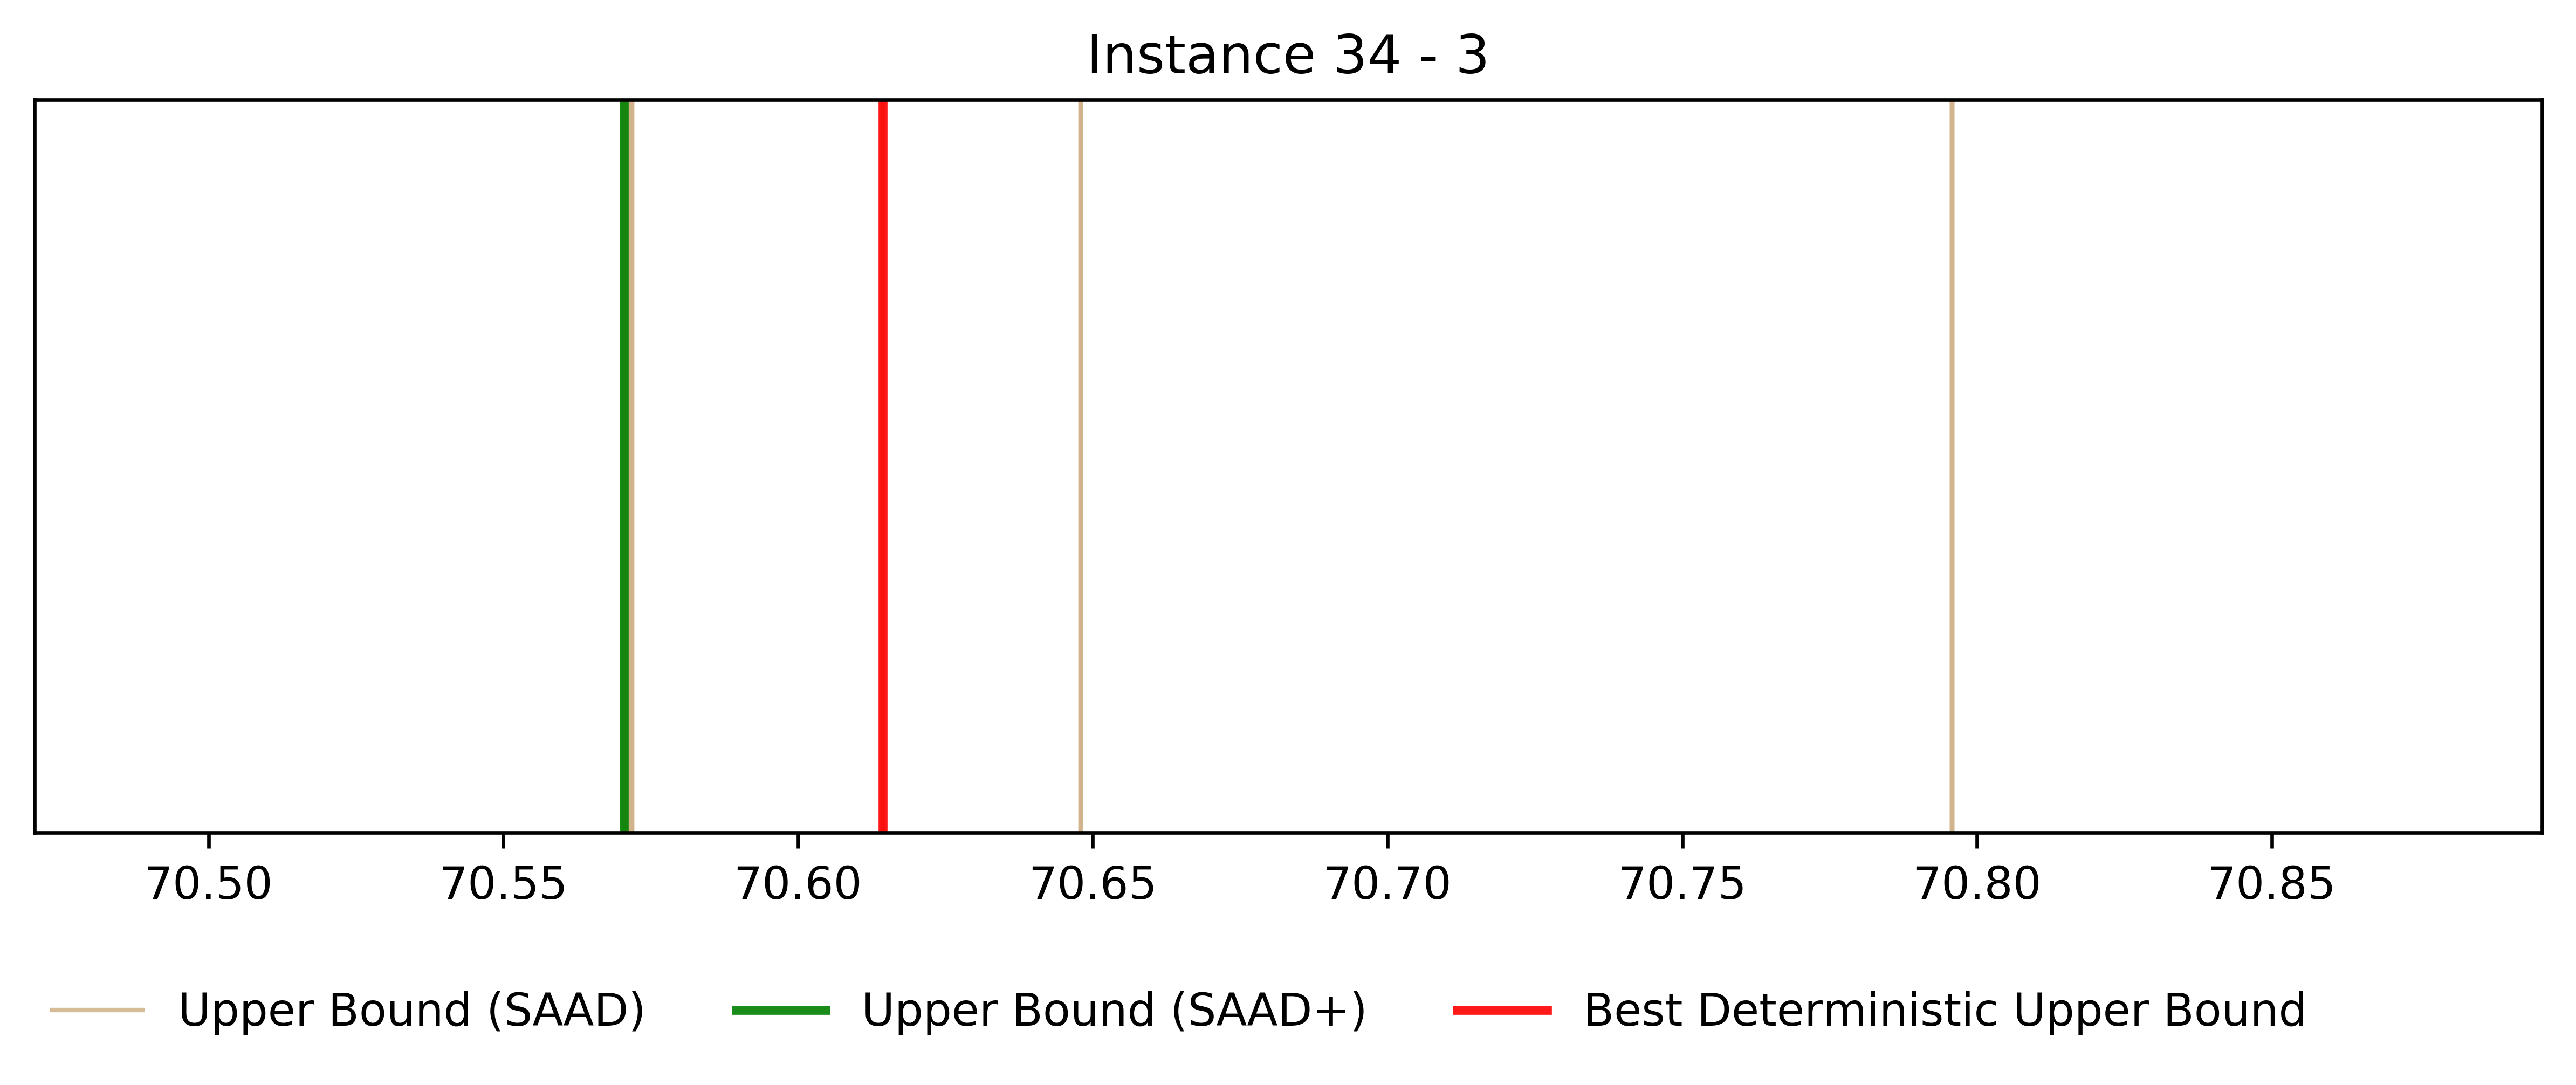 Instance 34 - 3
70.50 70.55 70.60 70.65 70.70 70.75 70.80 70.85
Upper Bound (SAAD) Upper Bound (SAAD+) Best Deterministic Upper Bound